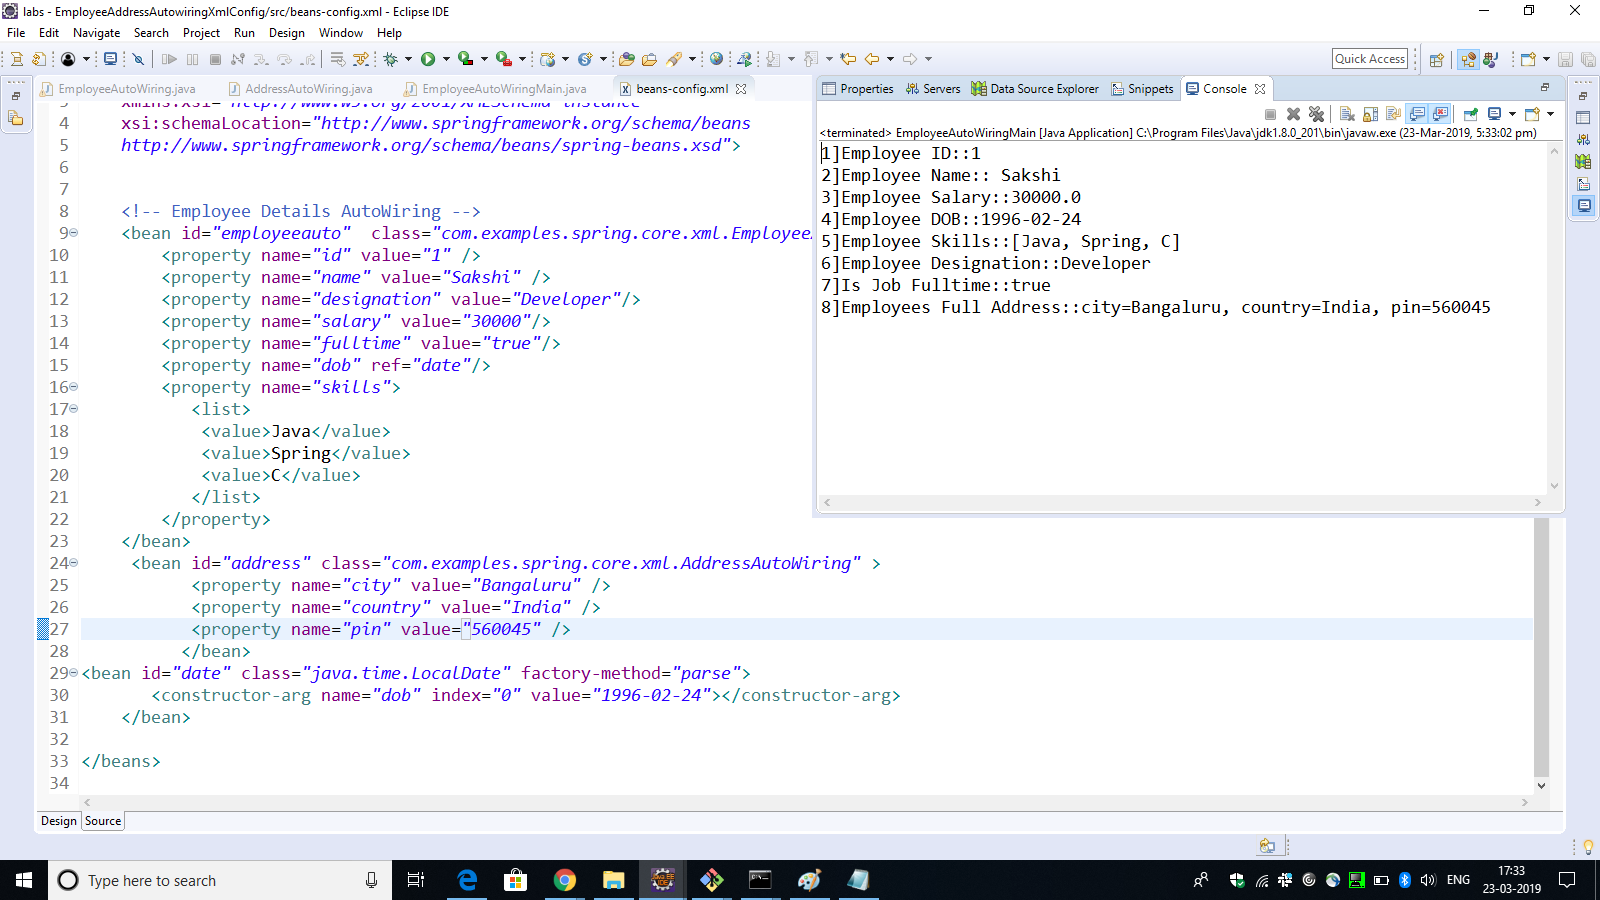 labs - EmployeeAddressAutowiringXmlConfig/src/beans-config.xml - Eclipse IDE
File Edit Navigate Search Project Run Design Window Help
Quick Access
EmployeeAutoWiring.java AddressAutoWiring.java EmployeeAutoWiringMain.java beans-config.xml
xmlns:xsi="http://www.w3.org/2001/XMLSchema-instance"
4 xsi:schemaLocation="http://www.springframework.org/schema/beans
5 http://www.springframework.org/schema/beans/spring-beans.xsd">
6
7
8 <!-- Employee Details AutoWiring -->
9 <bean id="employeeauto" class="com.examples.spring.core.xml.Employee
10 <property name="id" value="1" />
11 <property name="name" value="Sakshi" />
12 <property name="designation" value="Developer"/>
13 <property name="salary" value="30000"/>
14 <property name="fulltime" value="true"/>
15 <property name="dob" ref="date"/>
16 <property name="skills">
17 <list>
18 <value>Java</value>
19 <value>Spring</value>
20 <value>C</value>
21 </list>
22 </property>
23 </bean>
24 <bean id="address" class="com.examples.spring.core.xml.AddressAutoWiring" >
25 <property name="city" value="Bangaluru" />
26 <property name="country" value="India" />
27 <property name="pin" value="560045" />
28 </bean>
29 <bean id="date" class="java.time.LocalDate" factory-method="parse">
30 <constructor-arg name="dob" index="0" value="1996-02-24"></constructor-arg>
31 </bean>
32
33 </beans>
34
Design Source
Properties Servers Data Source Explorer Snippets Console
<terminated> EmployeeAutoWiringMain [Java Application] C:\Program Files\Java\jdk1.8.0_201\bin\javaw.exe (23-Mar-2019, 5:33:02 pm)
1]Employee ID::1
2]Employee Name:: Sakshi
3]Employee Salary::30000.0
4]Employee DOB::1996-02-24
5]Employee Skills::[Java, Spring, C]
6]Employee Designation::Developer
7]Is Job Fulltime::true
8]Employees Full Address::city=Bangaluru, country=India, pin=560045
Type here to search
ENG
17:33
23-03-2019